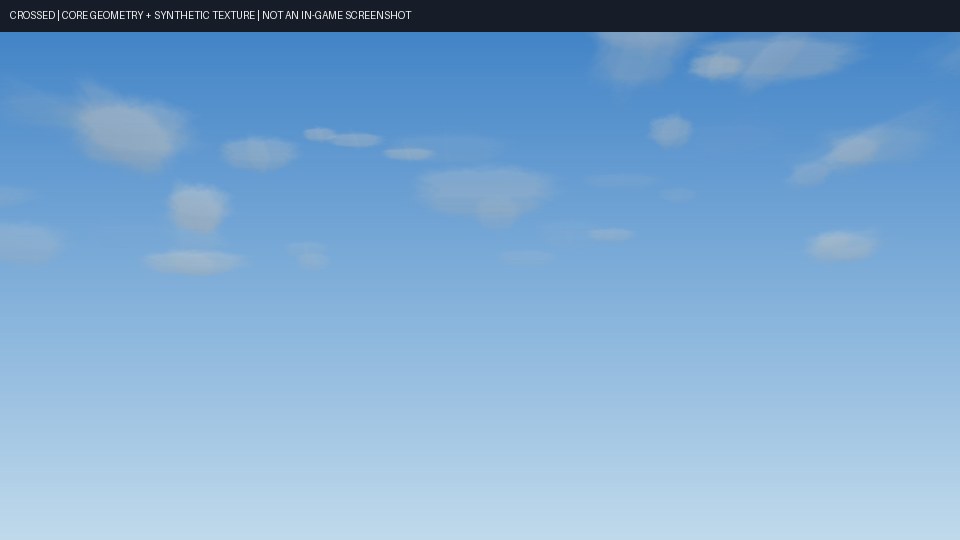 CROSSED | CORE GEOMETRY + SYNTHETIC TEXTURE | NOT AN IN-GAME SCREENSHOT